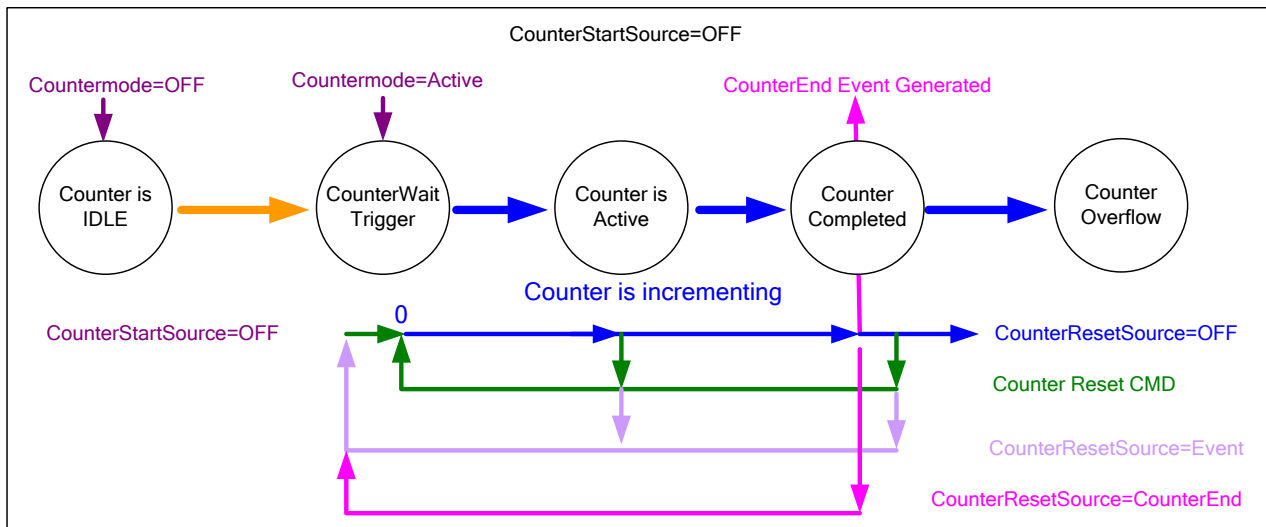 CounterStartSource=OFF
Countermode=OFF
Countermode=Active
CounterEnd Event Generated
Counter is
IDLE
CounterWait
Trigger
Counter is
Active
Counter
Completed
Counter
Overflow
Counter is incrementing
0
CounterStartSource=OFF
CounterResetSource=OFF
Counter Reset CMD
CounterResetSource=Event
CounterResetSource=CounterEnd